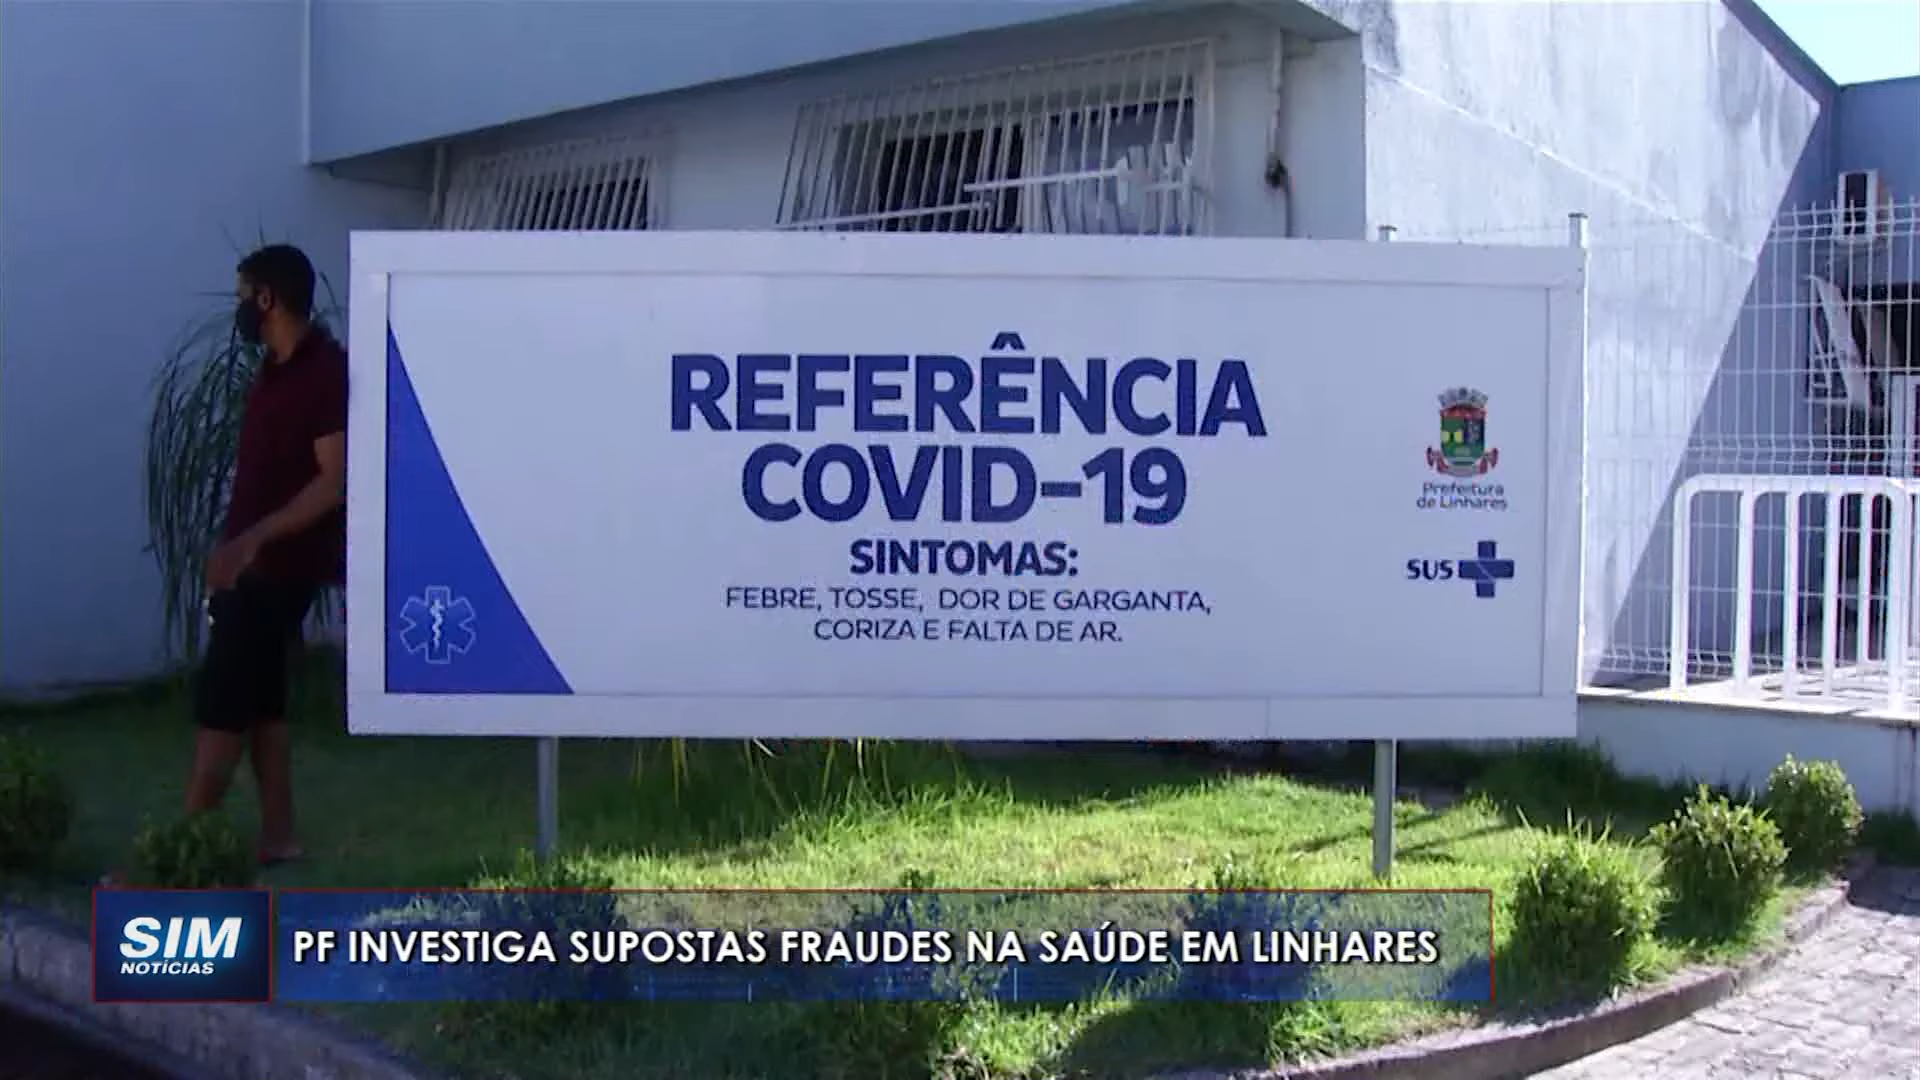 REFERÊNCIA
COVID-19
SINTOMAS:
FEBRE, TOSSE, DOR DE GARGANTA,
CORIZA E FALTA DE AR.
Prefeitura
de Linhares
SUS
SIM
NOTÍCIAS
PF INVESTIGA SUPOSTAS FRAUDES NA SAÚDE EM LINHARES